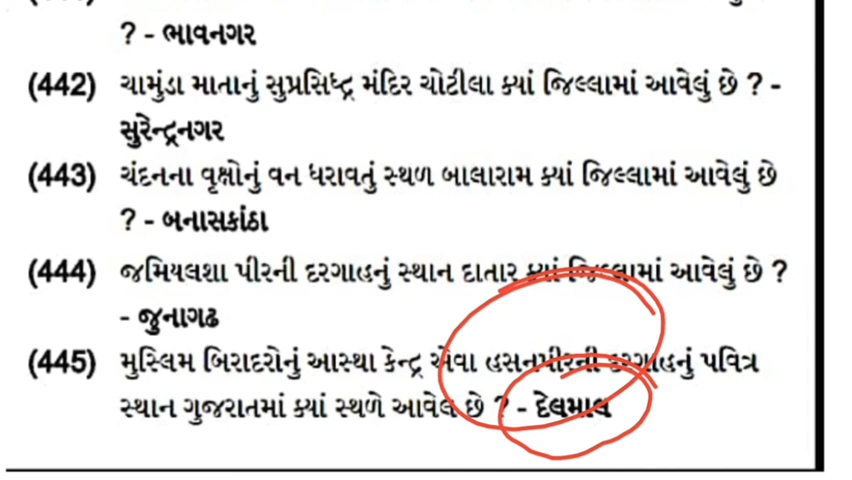 ? - ભાવનગર
(442) ચામુંડા માતાનું સુપ્રસિધ્ટ્ર મંદિર ચોટીલા ક્યાં જિલ્લામાં આવેલું છે ? -
સુરેન્દ્રનગર
(443) ચંદનના વૃક્ષોનું વન ધરાવતું સ્થળ બાલારામ ક્યાં જિલ્લામાં આવેલું છે
? - બનાસકાંઠા
(444) જમિયલશા પીરની દરગાહનું સ્થાન દાતાર ક્યાં જિલ્લામાં આવેલું છે ?
- જુનાગઢ
(445) મુસ્લિમ બિરાદરોનું આસ્થા કેન્દ્ર એવા હસનપીરની દરગાહનું પવિત્ર
સ્થાન ગુજરાતમાં ક્યાં સ્થળે આવેલ છે ? - દેલમાલ